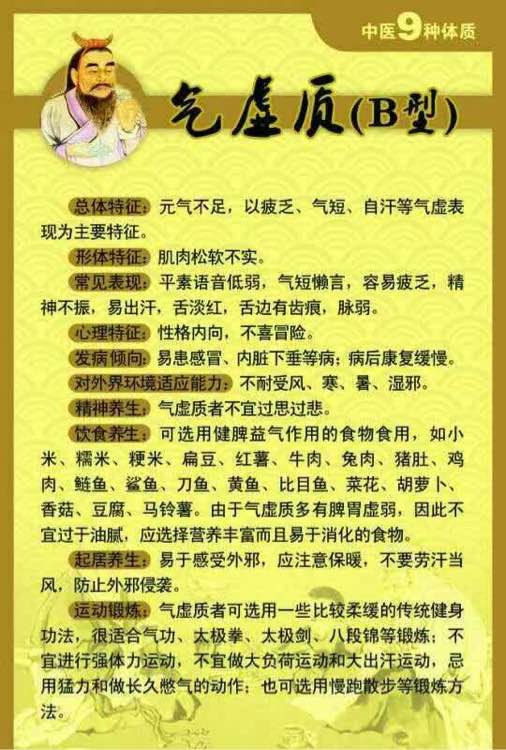 中医9种体质
气虚质(B型)
总体特征：元气不足，以疲乏、气短、自汗等气虚表
现为主要特征。
形体特征：肌肉松软不实。
常见表现：平素语音低弱，气短懒言，容易疲乏，精
神不振，易出汗，舌淡红，舌边有齿痕，脉弱。
心理特征：性格内向，不喜冒险。
发病倾向：易患感冒、内脏下垂等病；病后康复缓慢。
对外界环境适应能力：不耐受风、寒、暑、湿邪。
精神养生：气虚质者不宜过思过悲。
饮食养生：可选用健脾益气作用的食物食用，如小
米、糯米、粳米、扁豆、红薯、牛肉、兔肉、猪肚、鸡
肉、鲢鱼、鲨鱼、刀鱼、黄鱼、比目鱼、菜花、胡萝卜、
香菇、豆腐、马铃薯。由于气虚质多有脾胃虚弱，因此不
宜过于油腻，应选择营养丰富而且易于消化的食物。
起居养生：易于感受外邪，应注意保暖，不要劳汗当
风，防止外邪侵袭。
运动锻炼：气虚质者可选用一些比较柔缓的传统健身
功法，很适合气功、太极拳、太极剑、八段锦等锻炼；不
宜进行强体力运动，不宜做大负荷运动和大出汗运动，忌
用猛力和做长久憋气的动作；也可选用慢跑散步等锻炼方
法。